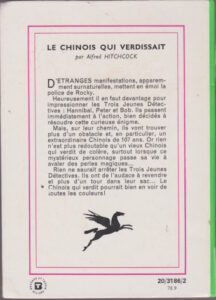 LE CHINOIS QUI VERDISSAIT
par Alfred HITCHCOCK
D'ETRANGES manifestations, apparem-
ment surnaturelles, mettent en émoi la
police de Rocky.
Heureusement il en faut davantage pour
impressionner les Trois Jeunes Détec-
tives : Hannibal, Peter et Bob. Ils passent
immédiatement à l'action, bien décidés à
résoudre cette curieuse énigme.
Mais, sur leur chemin, ils vont trouver
plus d'un obstacle et, en particulier, un
extraordinaire Chinois de 107 ans. Or rien
n'est plus redoutable qu'un vieux Chinois
qui verdit de colère, surtout lorsque ce
mystérieux personnage passe sa vie à
avaler des perles magiques...
Rien ne saurait arrêter les Trois Jeunes
Détectives. Ils ont de l'audace à revendre
et plus d'un tour dans leur sac... Le
Chinois qui verdit pourrait bien en voir de
toutes les couleurs!
20/3186/2